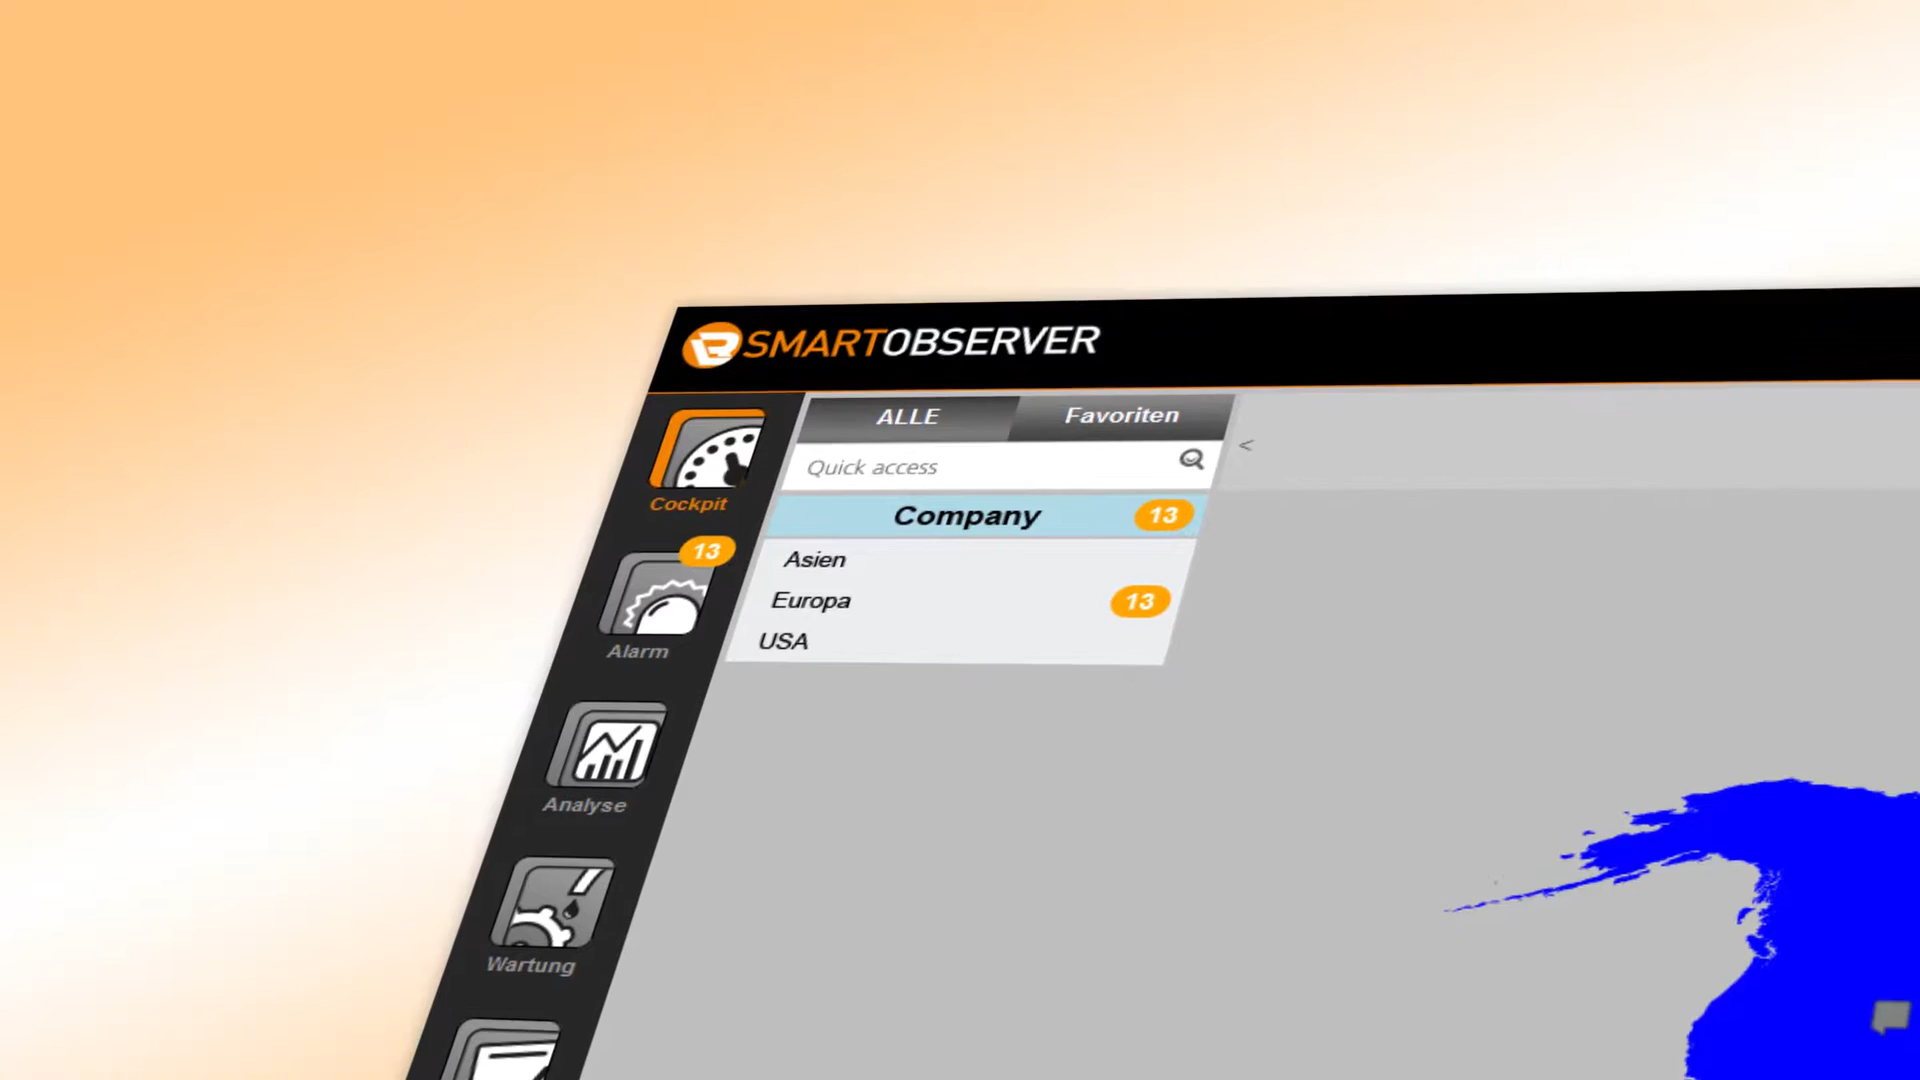 SMARTOBSERVER
ALLE
Favoriten
<
Quick access
Company 13
Asien
Europa 13
USA
Cockpit
13
Alarm
Analyse
Wartung